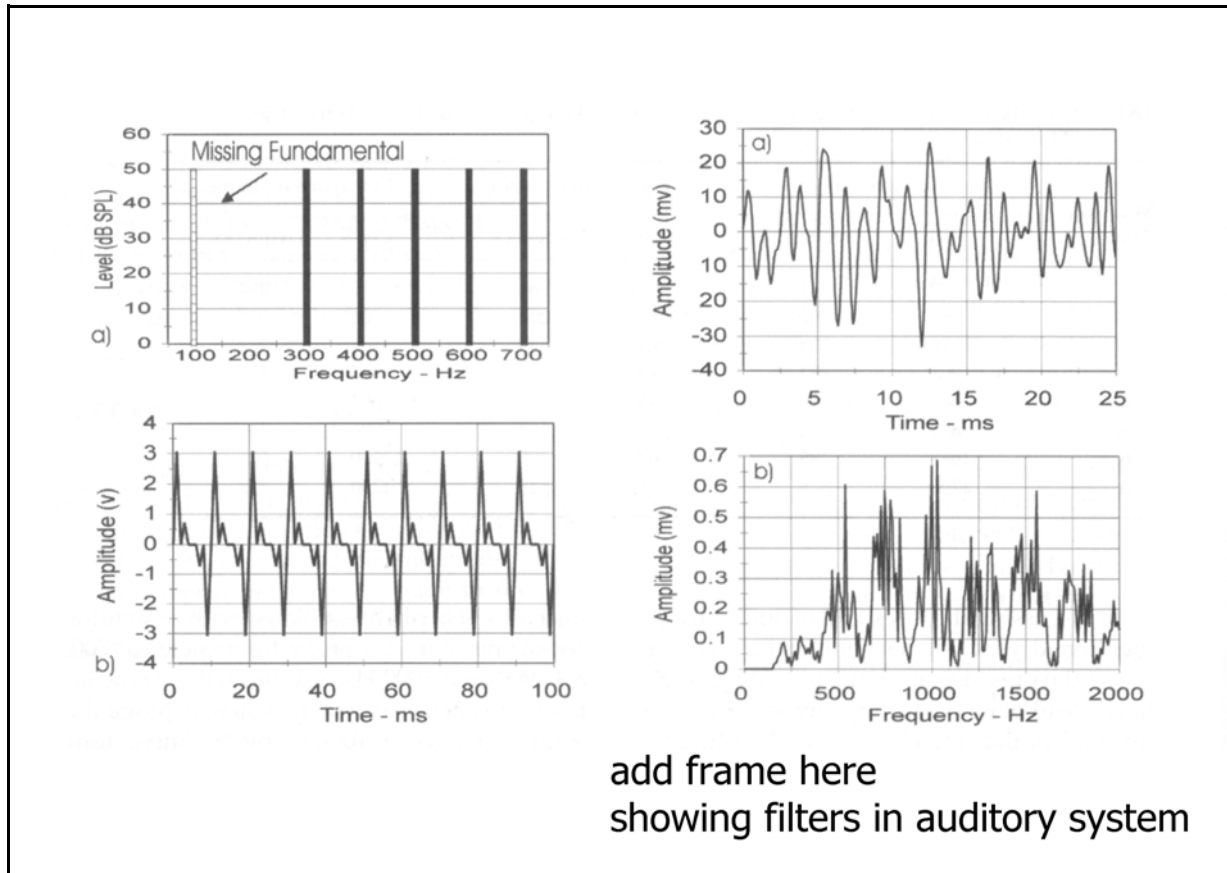 60
50
40
30
20
10
0
Missing Fundamental
Level (dB SPL)
a)
100 200 300 400 500 600 700
Frequency - Hz
4
3
2
1
0
-1
-2
-3
-4
Amplitude (v)
b)
0 20 40 60 80 100
Time - ms
30
20
10
0
10
20
-30
-40
a)
Amplitude (mv)
0 5 10 15 20 25
Time - ms
0.7
0.6
0.5
0.4
0.3
0.2
0.1
0
b)
Amplitude (mv)
0 500 1000 1500 2000
Frequency - Hz
add frame here
showing filters in auditory system